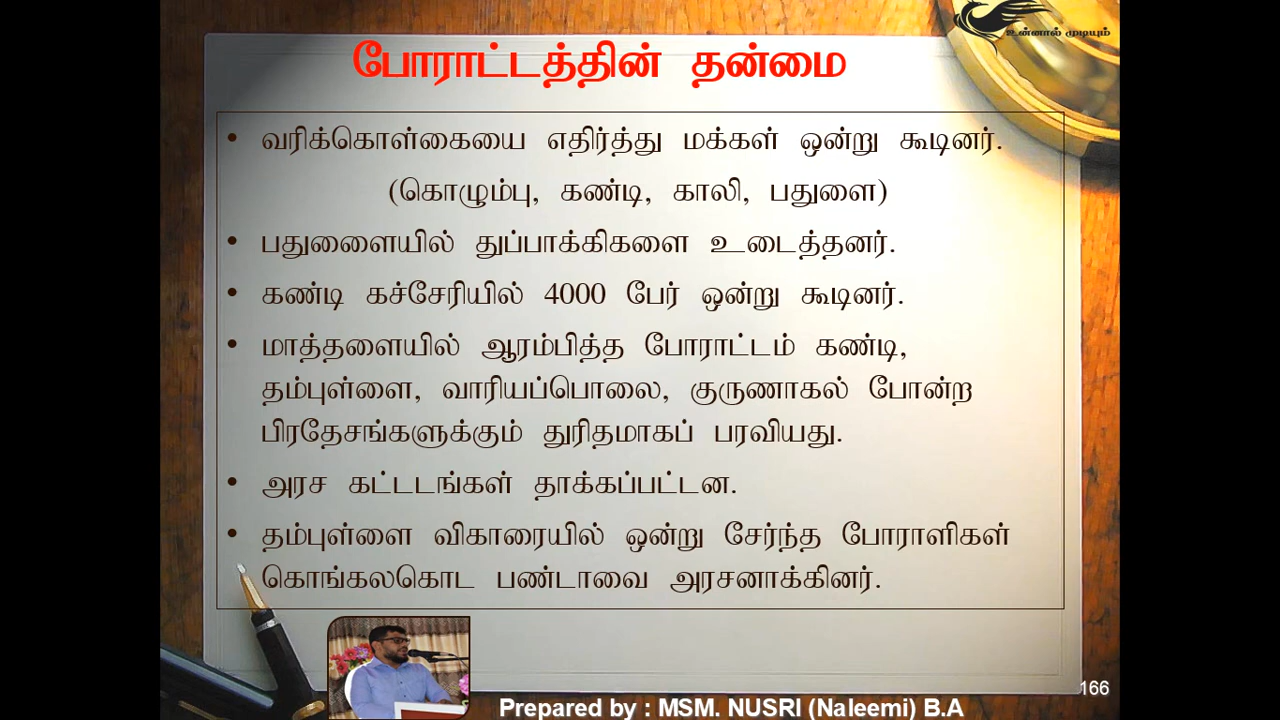 உன்னால் முடியும்
போராட்டத்தின் தன்மை
• வரிக்கொள்கையை எதிர்த்து மக்கள் ஒன்று கூடினர்.
(கொழும்பு, கண்டி, காலி, பதுளை)
• பதுளையில் துப்பாக்கிகளை உடைத்தனர்.
• கண்டி கச்சேரியில் 4000 பேர் ஒன்று கூடினர்.
• மாத்தளையில் ஆரம்பித்த போராட்டம் கண்டி,
தம்புள்ளை, வாரியப்பொலை, குருணாகல் போன்ற
பிரதேசங்களுக்கும் துரிதமாகப் பரவியது.
• அரச கட்டடங்கள் தாக்கப்பட்டன.
• தம்புள்ளை விகாரையில் ஒன்று சேர்ந்த போராளிகள்
கொங்கலகொட பண்டாவை அரசனாக்கினர்.
166
Prepared by : MSM. NUSRI (Naleemi) B.A